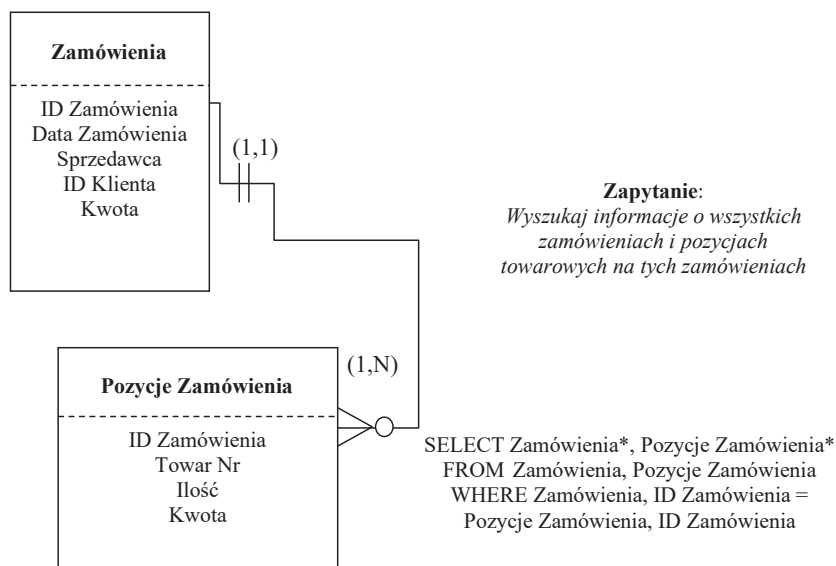 Zamówienia
ID Zamówienia
Data Zamówienia
Sprzedawca
ID Klienta
Kwota
(1,1)
Zapytanie:
Wyszukaj informacje o wszystkich
zamówieniach i pozycjach
towarowych na tych zamówieniach
(1,N)
Pozycje Zamówienia
ID Zamówienia
Towar Nr
Ilość
Kwota
SELECT Zamówienia*, Pozycje Zamówienia*
FROM Zamówienia, Pozycje Zamówienia
WHERE Zamówienia, ID Zamówienia =
Pozycje Zamówienia, ID Zamówienia